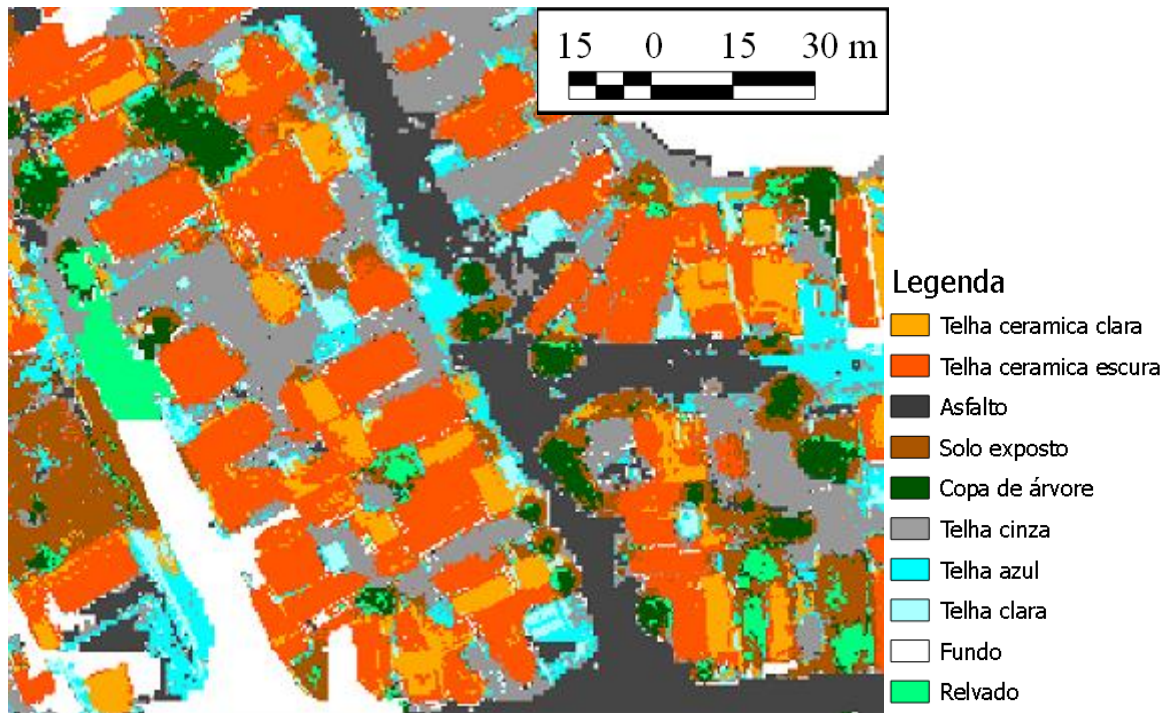 15 0 15 30 m
Legenda
Telha ceramica clara
Telha ceramica escura
Asfalto
Solo exposto
Copa de árvore
Telha cinza
Telha azul
Telha clara
Fundo
Relvado